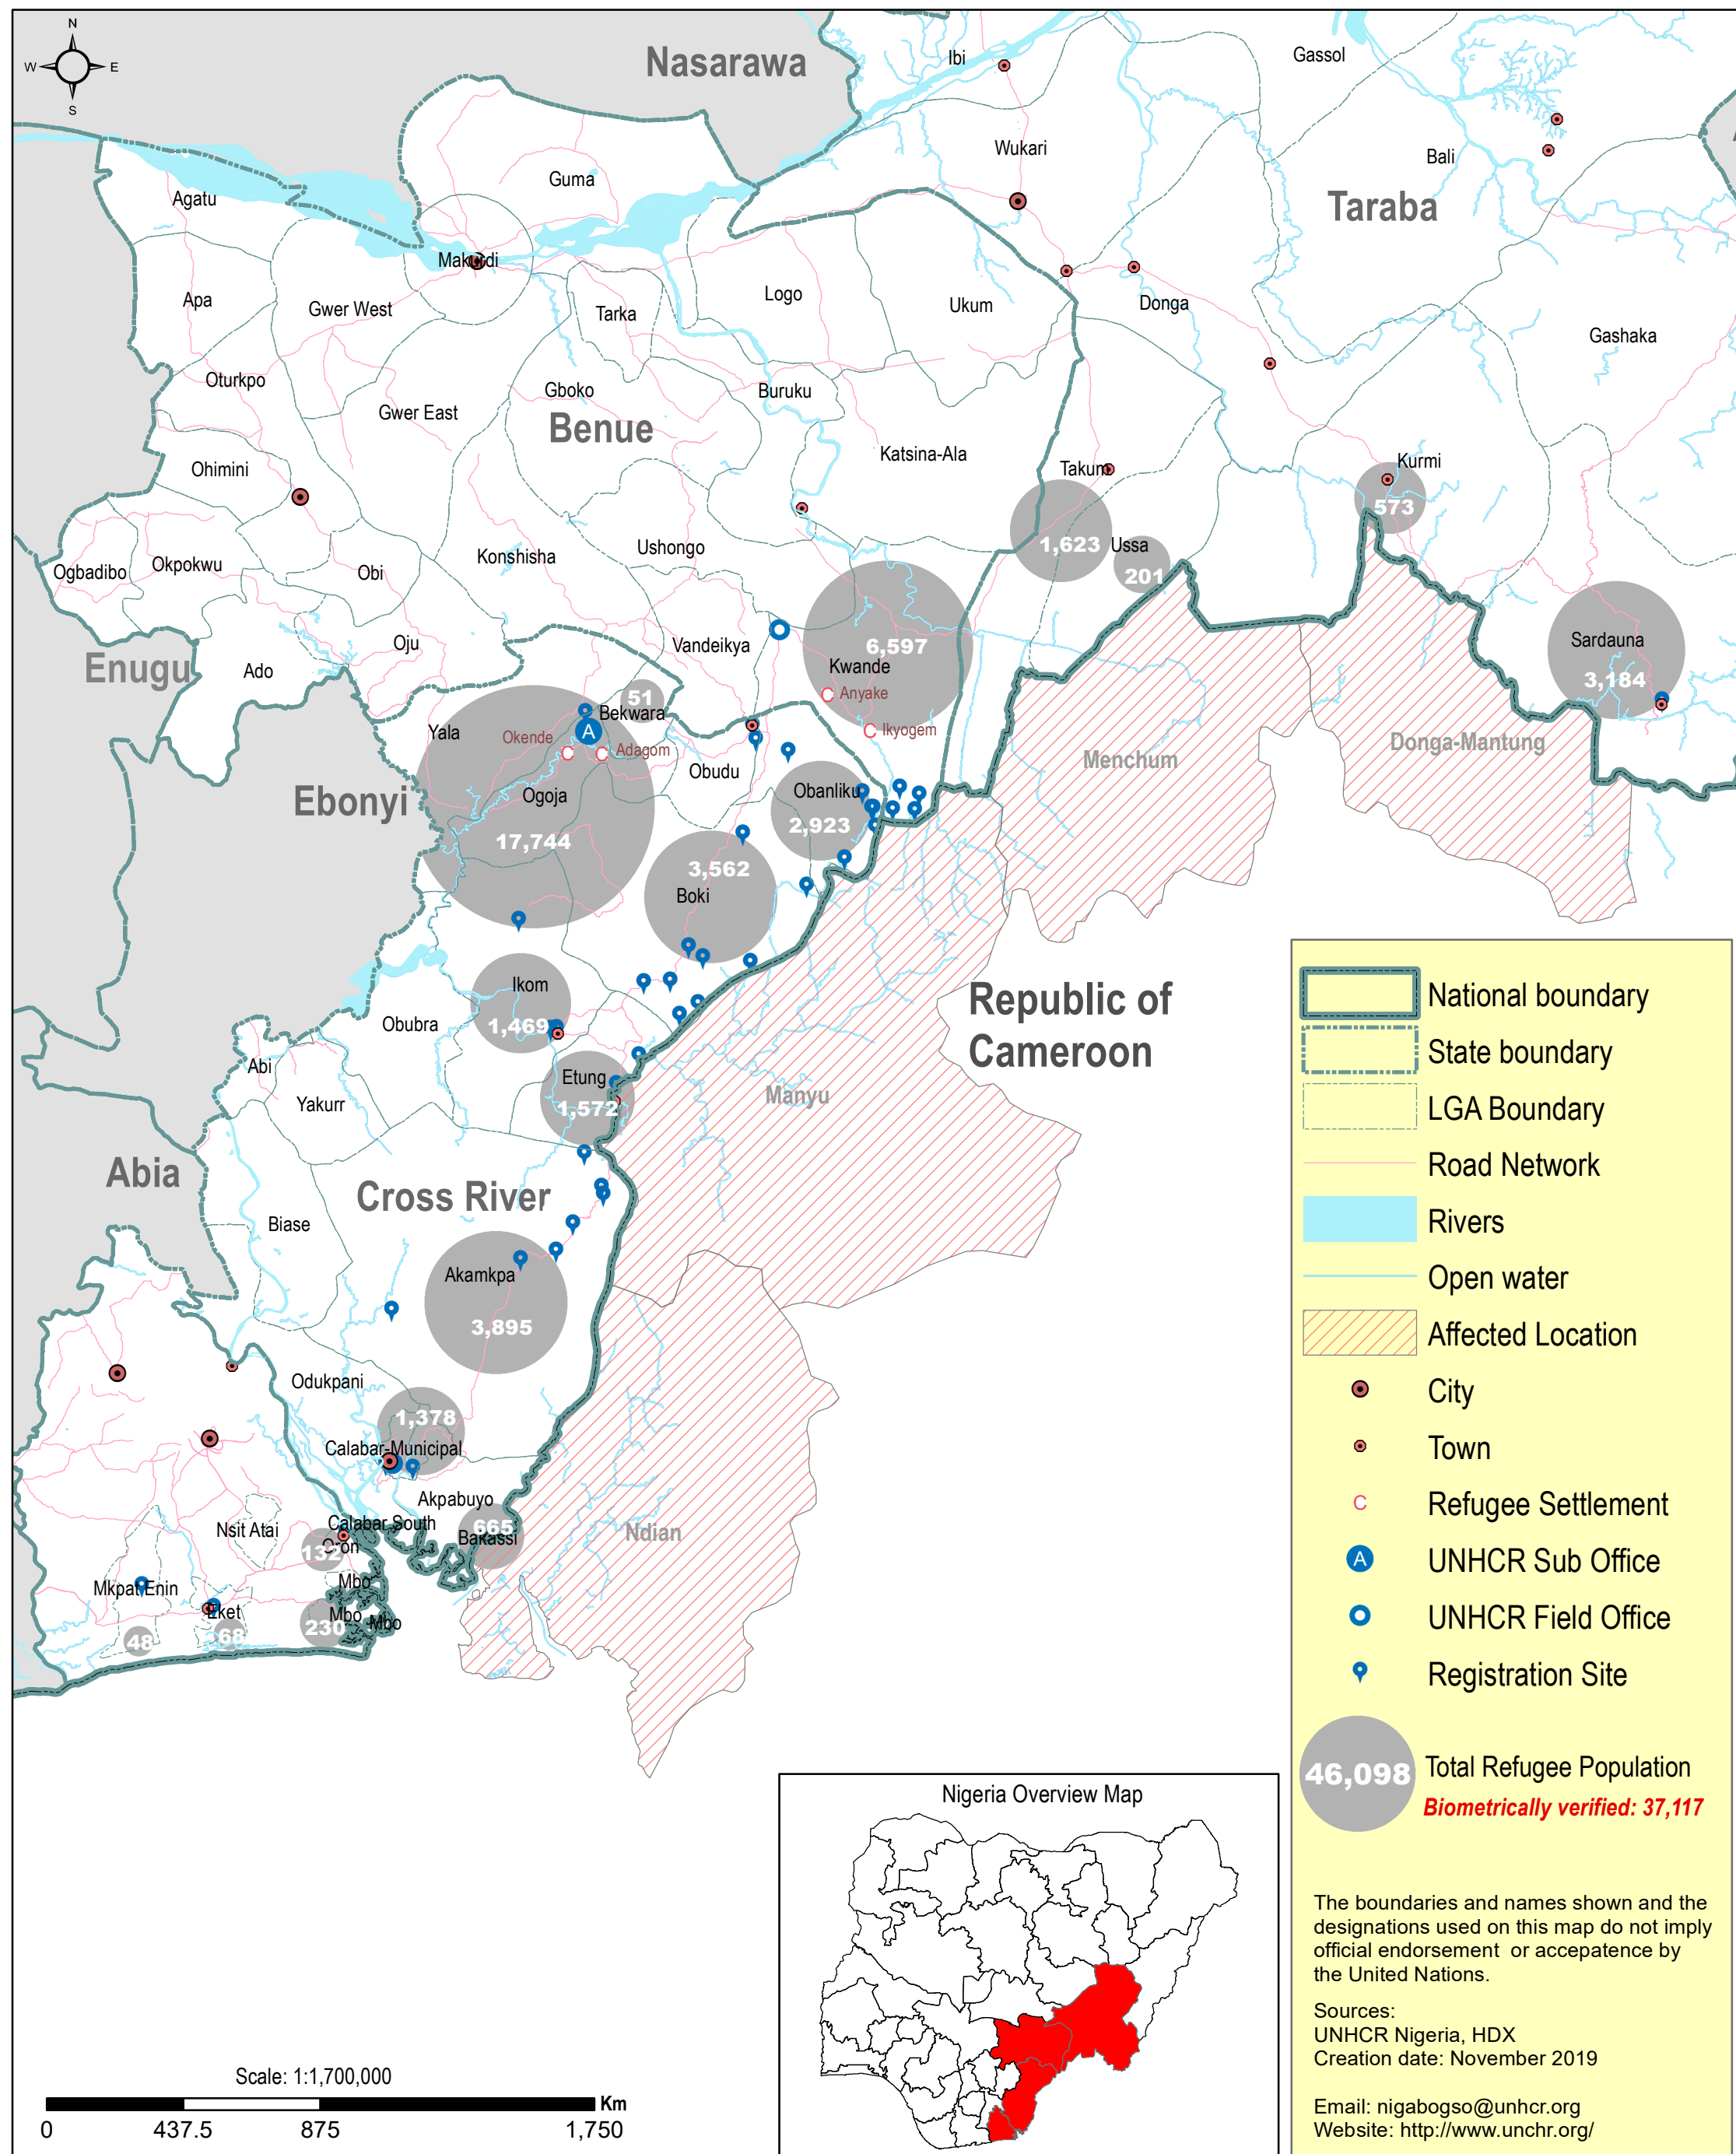 N
W
E
S
Nasarawa
Ibi
Gassol
Wukari
Bali
Taraba
Guma
Agatu
Makurdi
Apa
Gwer West
Tarka
Logo
Ukum
Donga
Gashaka
Oturkpo
Gwer East
Gboko
Buruku
Benue
Katsina-Ala
Ohimini
Takum
Kurmi
573
Ogbadibo
Okpokwu
Obi
Konshisha
Ushongo
1,623
Ussa
201
Enugu
Ado
Oju
Vandeikya
6,597
Kwande
Anyake
Ikyogem
Sardauna
3,184
51
Bekwara
Yala
Okende
A
Adagom
Obudu
Menchum
Donga-Mantung
Ebonyi
Ogoja
17,744
Obanliku
2,923
3,562
Boki
Ikom
1,469
Obubra
Republic of
Cameroon
Abi
Yakurr
Etung
1,572
Manyu
Abia
Cross River
Biase
Akamkpa
3,895
Odukpani
1,378
Calabar-Municipal
Akpabuyo
Calabar South
665
Bakassi
Ndian
Nsit Atai
Oron
132
Mkpat Enin
Mbo
Eket
Mbo
Mbo
48
68
230
National boundary
State boundary
LGA Boundary
Road Network
Rivers
Open water
Affected Location
City
Town
C Refugee Settlement
A UNHCR Sub Office
UNHCR Field Office
Registration Site
46,098 Total Refugee Population
Biometrically verified: 37,117
The boundaries and names shown and the
designations used on this map do not imply
official endorsement or accepatence by
the United Nations.
Sources:
UNHCR Nigeria, HDX
Creation date: November 2019
Email: nigabogso@unhcr.org
Website: http://www.unchr.org/
Nigeria Overview Map
Scale: 1:1,700,000
Km
0 437.5 875 1,750